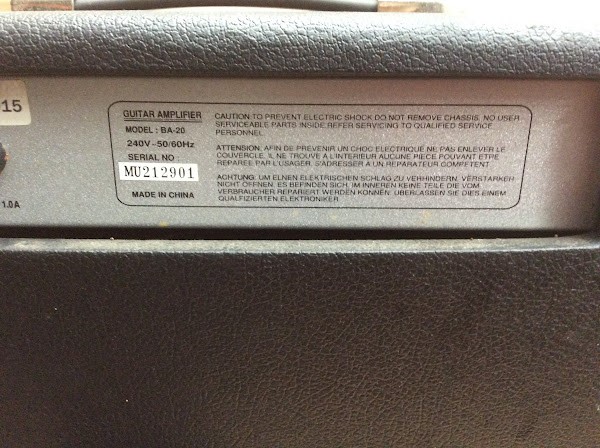 15
GUITAR AMPLIFIER
MODEL : BA-20
240V~50/60Hz
SERIAL NO :
MU212901
MADE IN CHINA
1.0A
CAUTION TO PREVENT ELECTRIC SHOCK DO NOT REMOVE CHASSIS. NO USER
SERVICEABLE PARTS INSIDE REFER SERVICING TO QUALIFIED SERVICE
PERSONNEL.
ATTENSION, AFIN DE PREVENIR UN CHOC ELECTRIQUE NE PAS ENLEVER LE
COUVERCLE. IL NE TROUVE A L'INTERIEUR AUCUNE PIECE POUVANT ETPE
REPAREE PAR L'USAGER. S'ADRESSER A UN REPARATEUR COMPETENT.
ACHTUNG. UM ELNEN ELEKTRISCHEN SCHLAG ZU VERHINDERN. VERSTARKER
NICHT OFFNEN. ES BEFINDEN SICH, IM INNEREN KEINE TEILE DIE VOM
VERBRAUCHER REPARIERT WERDEN KONNEN. UBERLASSEN SIE DIES EINEM
QUALFIZIERTEN ELEKTRONIKER